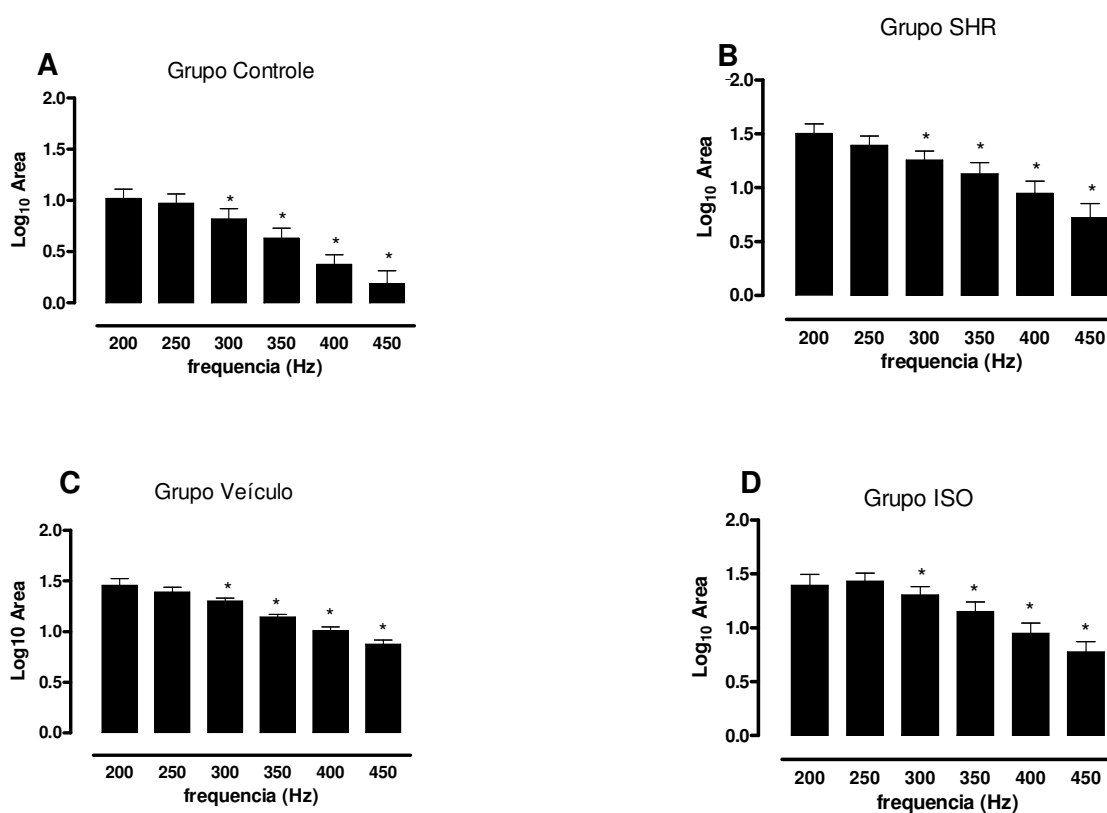 A
Grupo Controle
2.0
1.5
1.0
0.5
0.0
Log10 Area
*
*
*
*
200 250 300 350 400 450
frequencia (Hz)
B
Grupo SHR
2.0
1.5
1.0
0.5
0.0
Log10 Area
*
*
*
*
200 250 300 350 400 450
frequencia (Hz)
C
Grupo Veículo
2.0
1.5
1.0
0.5
0.0
Log10 Area
*
*
*
*
200 250 300 350 400 450
frequencia (Hz)
D
Grupo ISO
2.0
1.5
1.0
0.5
0.0
Log10 Area
*
*
*
*
200 250 300 350 400 450
frequencia (Hz)